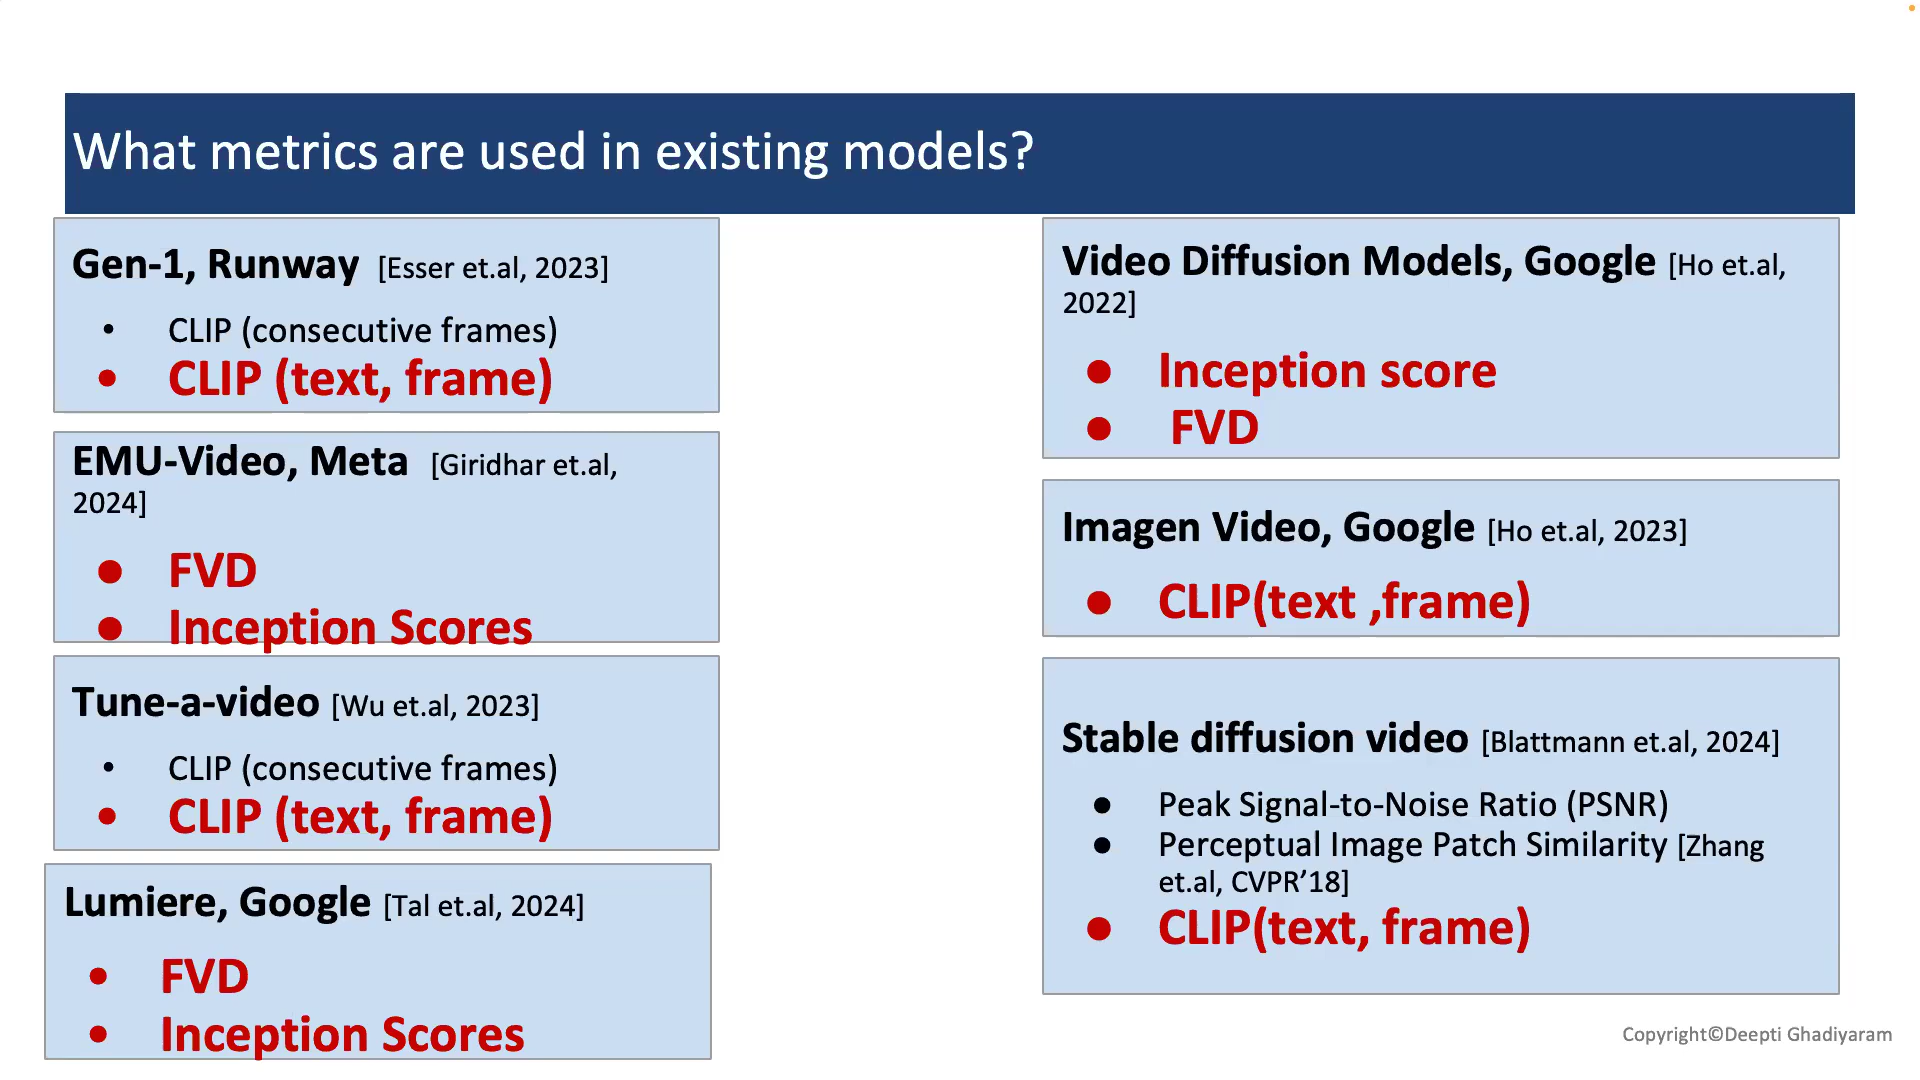 What metrics are used in existing models?
Gen-1, Runway [Esser et.al, 2023]
• CLIP (consecutive frames)
• CLIP (text, frame)
EMU-Video, Meta [Giridhar et.al,
2024]
● FVD
● Inception Scores
Tune-a-video [Wu et.al, 2023]
• CLIP (consecutive frames)
• CLIP (text, frame)
Lumiere, Google [Tal et.al, 2024]
• FVD
• Inception Scores
Video Diffusion Models, Google [Ho et.al,
2022]
● Inception score
● FVD
Imagen Video, Google [Ho et.al, 2023]
● CLIP(text ,frame)
Stable diffusion video [Blattmann et.al, 2024]
● Peak Signal-to-Noise Ratio (PSNR)
● Perceptual Image Patch Similarity [Zhang
et.al, CVPR’18]
● CLIP(text, frame)
Copyright©Deepti Ghadiyaram